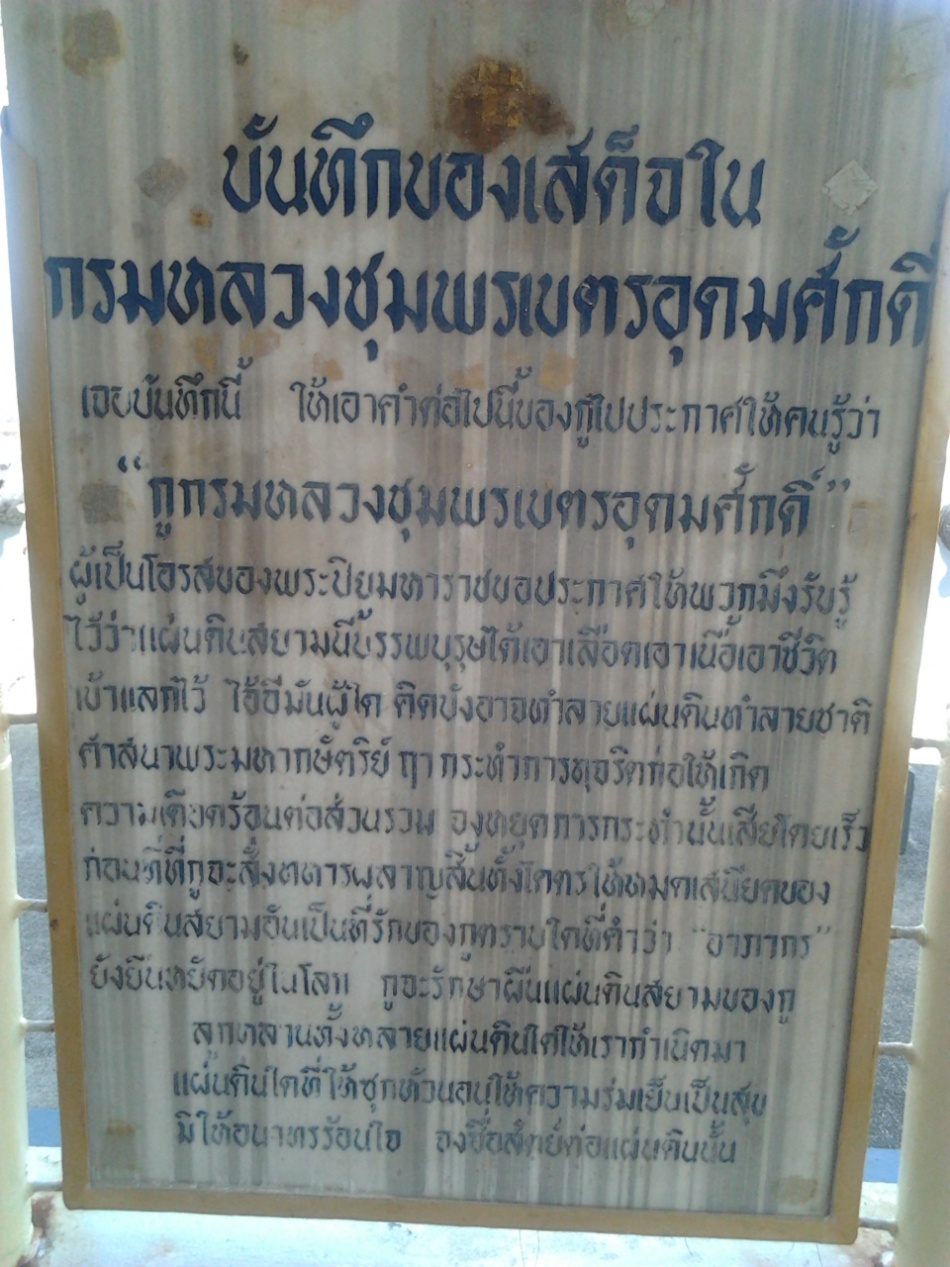 บันทึกของเสด็จใน
กรมหลวงชุมพรเขตรอุดมศักดิ์
เจอบันทึกนี้ ให้เอาคำต่อไปนี้ของกูไปประกาศให้คนรู้ว่า
“กูกรมหลวงชุมพรเขตรอุดมศักดิ์”
ผู้เป็นโอรสของพระปิยมหาราชขอประกาศให้พวกมึงรับรู้
ไว้ว่าแผ่นดินสยามนี้บรรพบุรุษได้เอาเลือดเอาเนื้อเอาชีวิต
เข้าแลกไว้ ไอ้อีมันผู้ใด คิดบังอาจทำลายแผ่นดินทำลายชาติ
ศาสนาพระมหากษัตริย์ ฤากระทำการทุจริตก่อให้เกิด
ความเดือดร้อนต่อส่วนรวม จงหยุดการกระทำนั้นเสียโดยเร็ว
ก่อนที่ที่กูจะสั่งทหารผลาญสิ้นทั้งโคตรให้หมดเสนียดของ
แผ่นดินสยามอันเป็นที่รักของกูตราบใดที่คำว่า “อาภากร”
ยังยืนหยัดอยู่ในโลก กูจะรักษาผืนแผ่นดินสยามของกู
ลูกหลานทั้งหลายแผ่นดินใดให้เรากำเนิดมา
แผ่นดินใดที่ให้ซุกหัวนอนให้ความร่มเย็นเป็นสุข
มิให้อนาทรร้อนใจ จงซื่อสัตย์ต่อแผ่นดินนั้น